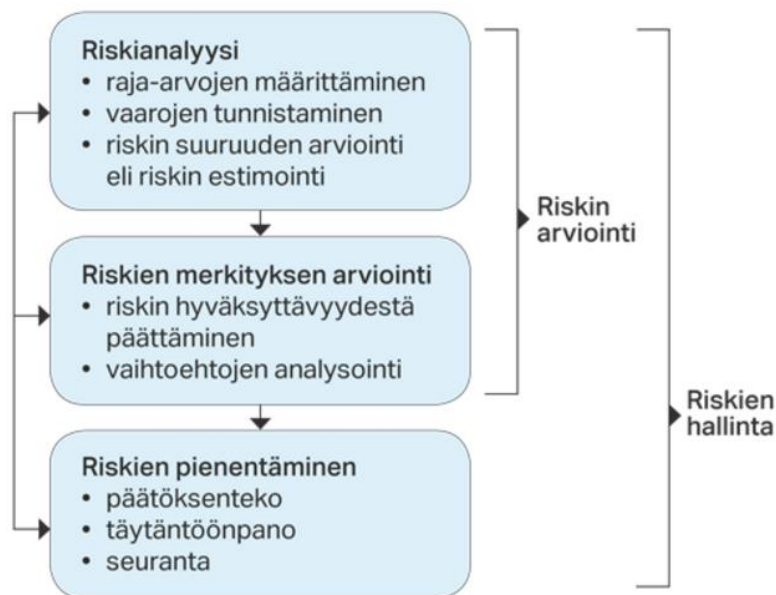 Riskianalyysi
• raja-arvojen määrittäminen
• vaarojen tunnistaminen
• riskin suuruuden arviointi
eli riskin estimointi
Riskien merkityksen arviointi
• riskin hyväksyttävyydestä
päättäminen
• vaihtoehtojen analysointi
Riskien pienentäminen
• päätöksenteko
• täytäntöönpano
• seuranta
Riskin
arviointi
Riskien
hallinta